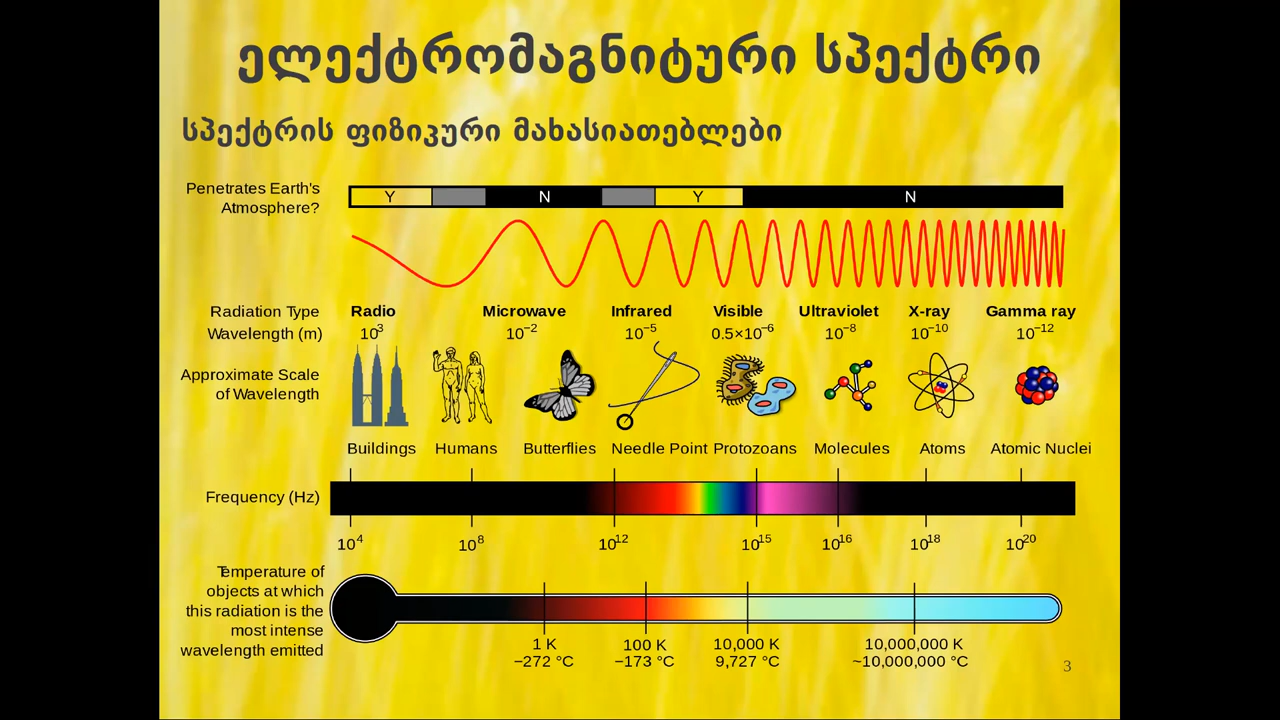 ელექტრომაგნიტური სპექტრი
სპექტრის ფიზიკური მახასიათებლები
Penetrates Earth's
Atmosphere?
Y N Y N
Radiation Type Radio Microwave Infrared Visible Ultraviolet X-ray Gamma ray
Wavelength (m) 10³ 10⁻² 10⁻⁵ 0.5×10⁻⁶ 10⁻⁸ 10⁻¹⁰ 10⁻¹²
Approximate Scale
of Wavelength
Buildings Humans Butterflies Needle Point Protozoans Molecules Atoms Atomic Nuclei
Frequency (Hz)
10⁴ 10⁸ 10¹² 10¹⁵ 10¹⁶ 10¹⁸ 10²⁰
Temperature of
objects at which
this radiation is the
most intense
wavelength emitted
1 K 100 K 10,000 K 10,000,000 K
−272 °C −173 °C 9,727 °C ~10,000,000 °C
3